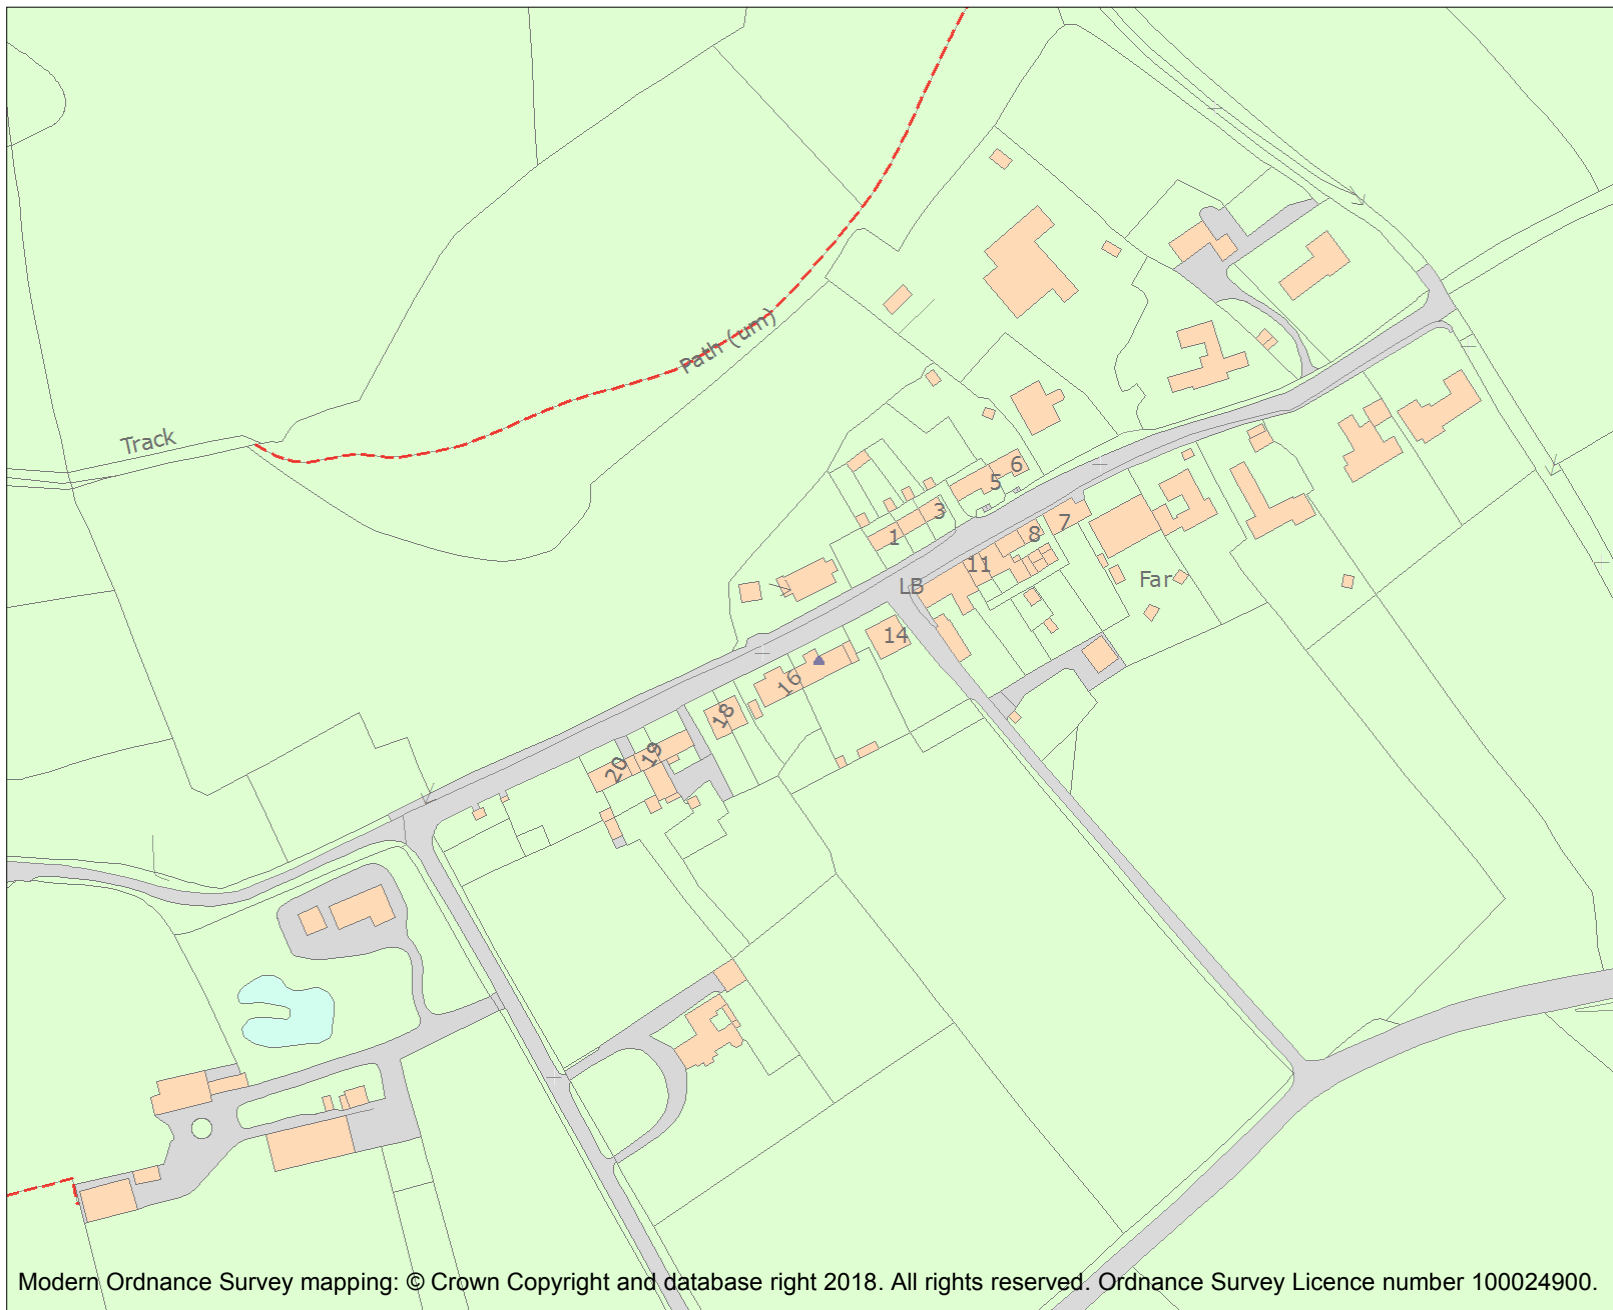 Path (um)
Track
6
5
3
1
7
8
11
LB
Far
14
16
18
19
20
Modern Ordnance Survey mapping: © Crown Copyright and database right 2018. All rights reserved. Ordnance Survey Licence number 100024900.